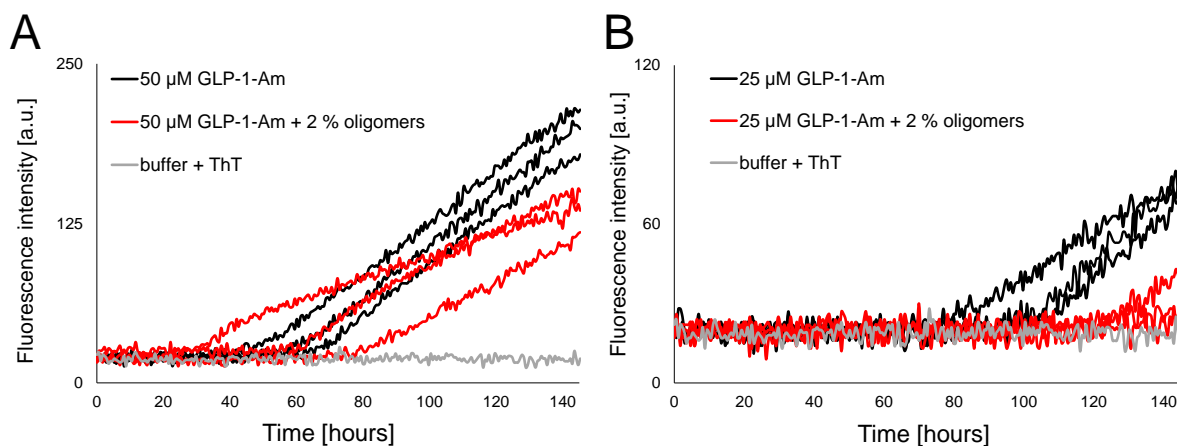 A
250
125
0
Fluorescence intensity [a.u.]
50 µM GLP-1-Am
50 µM GLP-1-Am + 2 % oligomers
buffer + ThT
0 20 40 60 80 100 120 140
Time [hours]
B
120
60
0
Fluorescence intensity [a.u.]
25 µM GLP-1-Am
25 µM GLP-1-Am + 2 % oligomers
buffer + ThT
0 20 40 60 80 100 120 140
Time [hours]